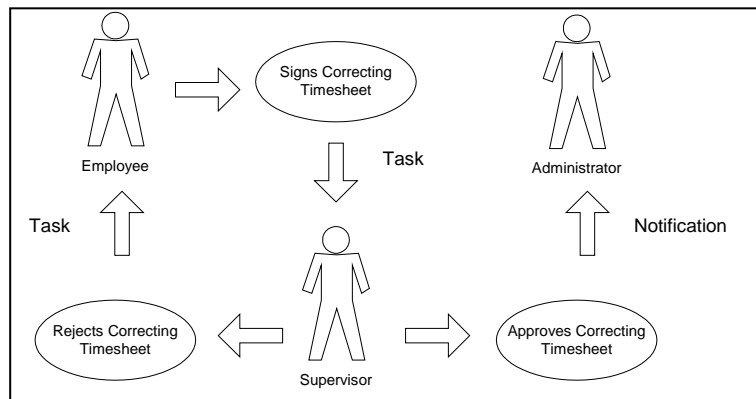 Signs Correcting
Timesheet
Employee
Task
Administrator
Task
Notification
Rejects Correcting
Timesheet
Approves Correcting
Timesheet
Supervisor